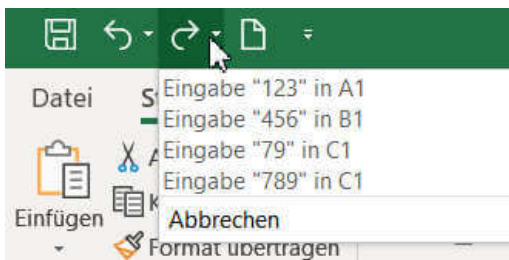 Datei
Eingabe "123" in A1
Eingabe "456" in B1
Eingabe "79" in C1
Eingabe "789" in C1
Abbrechen
Einfügen
Format übertragen